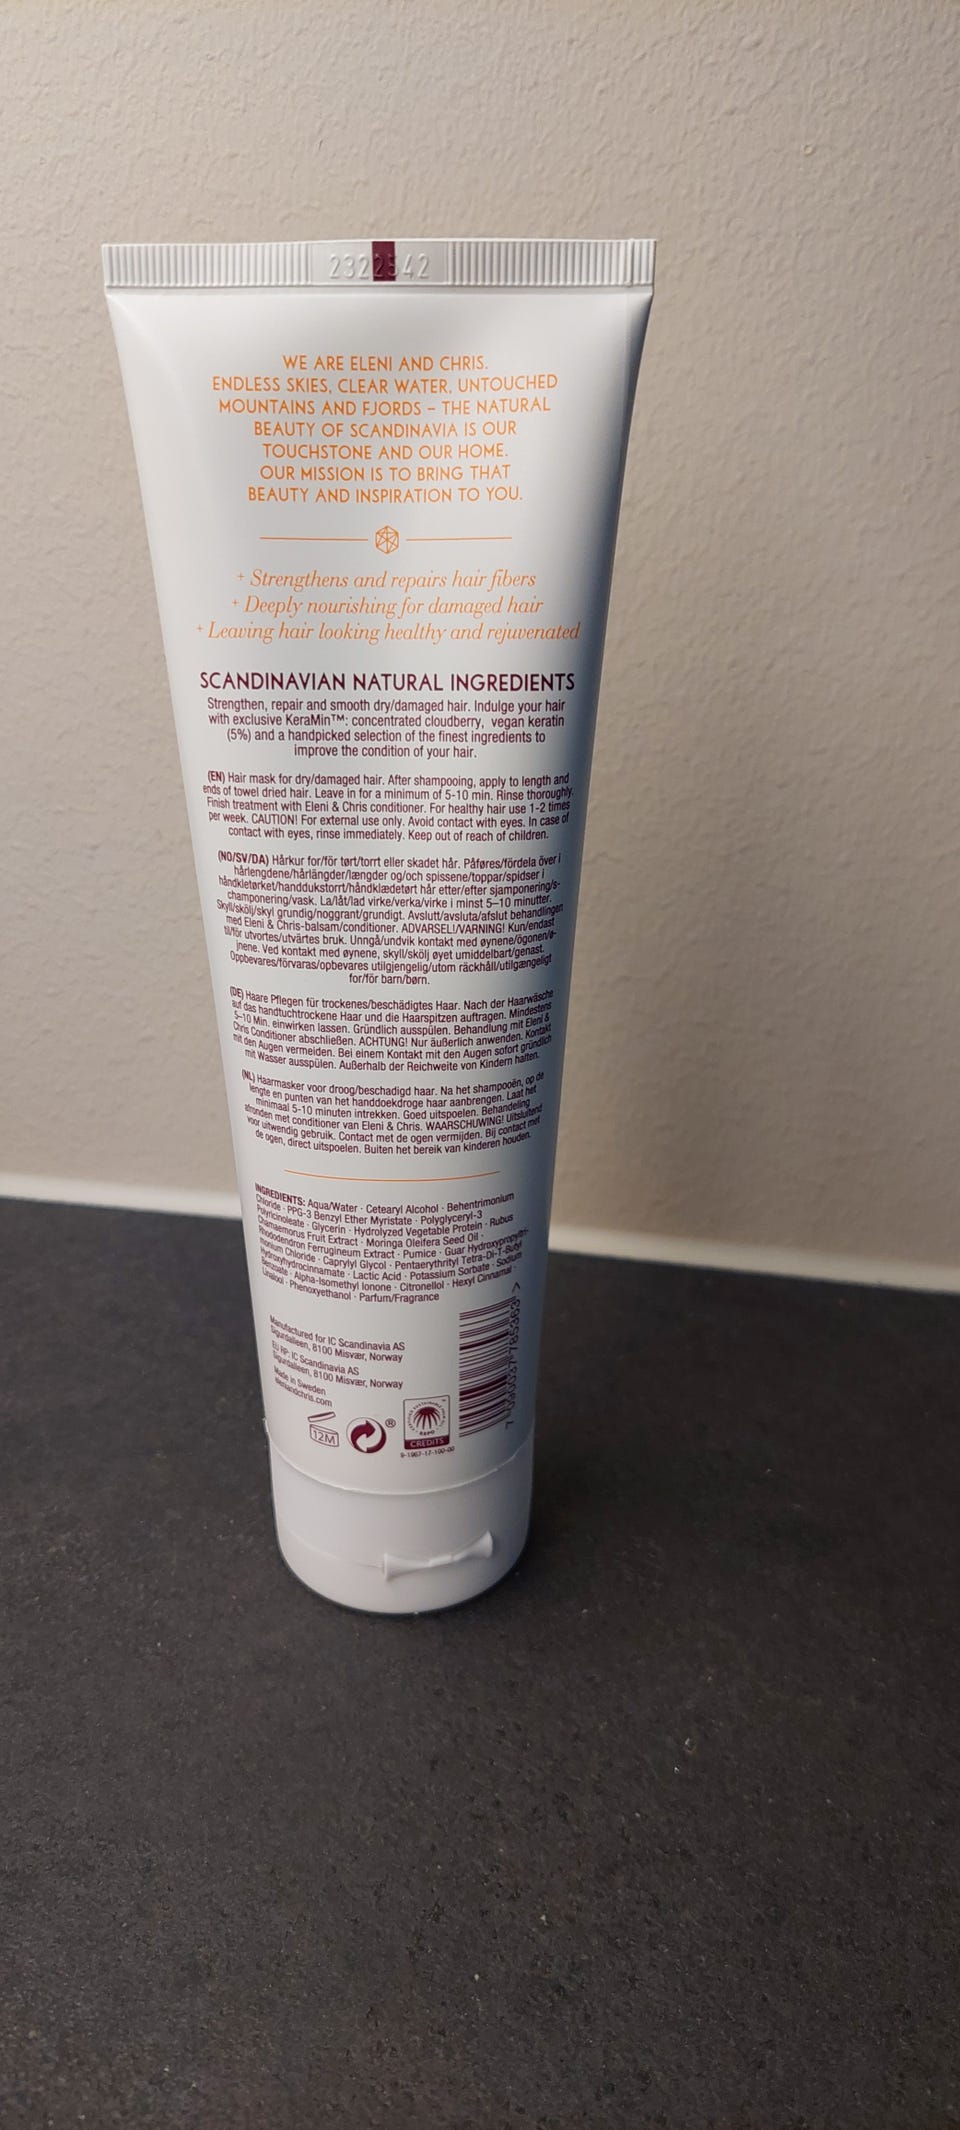 2322542
WE ARE ELENI AND CHRIS.
ENDLESS SKIES, CLEAR WATER, UNTOUCHED
MOUNTAINS AND FJORDS – THE NATURAL
BEAUTY OF SCANDINAVIA IS OUR
TOUCHSTONE AND OUR HOME.
OUR MISSION IS TO BRING THAT
BEAUTY AND INSPIRATION TO YOU.
+ Strengthens and repairs hair fibers
+ Deeply nourishing for damaged hair
+ Leaving hair looking healthy and rejuvenated
SCANDINAVIAN NATURAL INGREDIENTS
Strengthen, repair and smooth dry/damaged hair. Indulge your hair
with exclusive KeraMin™: concentrated cloudberry, vegan keratin
(5%) and a handpicked selection of the finest ingredients to
improve the condition of your hair.
(EN) Hair mask for dry/damaged hair. After shampooing, apply to length and
ends of towel dried hair. Leave in for a minimum of 5-10 min. Rinse thoroughly.
Finish treatment with Eleni & Chris conditioner. For healthy hair use 1-2 times
per week. CAUTION! For external use only. Avoid contact with eyes. In case of
contact with eyes, rinse immediately. Keep out of reach of children.
(NO/SV/DA) Hårkur for/för tørt/torrt eller skadet hår. Påføres/fördela över i
hårlengdene/hårlängder/længder og/och spissene/toppar/spidser i
håndkletørket/handdukstorrt/håndklædetørt hår etter/efter sjamponering/s-
champonering/vask. La/låt/lad virke/verka/virke i minst 5–10 minutter.
Skyll/skölj/skyl grundig/noggrant/grundigt. Avslutt/avsluta/afslut behandlingen
med Eleni & Chris-balsam/conditioner. ADVARSEL!/VARNING! Kun/endast
til/för utvortes/utvärtes bruk. Unngå/undvik kontakt med øynene/ögonen/ø-
jnene. Ved kontakt med øynene, skyll/skölj øyet umiddelbart/genast.
Oppbevares/förvaras/opbevares utilgjengelig/utom räckhåll/utilgængeligt
for/för barn/børn.
(DE) Haare Pflegen für trockenes/beschädigtes Haar. Nach der Haarwäsche
auf das handtuchtrockene Haar und die Haarspitzen auftragen. Mindestens
5–10 Min. einwirken lassen. Gründlich ausspülen. Behandlung mit Eleni &
Chris Conditioner abschließen. ACHTUNG! Nur äußerlich anwenden. Kontakt
mit den Augen vermeiden. Bei einem Kontakt mit den Augen sofort gründlich
mit Wasser ausspülen. Außerhalb der Reichweite von Kindern halten.
(NL) Haarmasker voor droog/beschadigd haar. Na het shampooën, op de
lengte en punten van het handdoekdroge haar aanbrengen. Laat het
minimaal 5-10 minuten intrekken. Goed uitspoelen. Behandeling
afronden met conditioner van Eleni & Chris. WAARSCHUWING! Uitsluitend
voor uitwendig gebruik. Contact met de ogen vermijden. Bij contact met
de ogen, direct uitspoelen. Buiten het bereik van kinderen houden.
INGREDIENTS: Aqua/Water · Cetearyl Alcohol · Behentrimonium
Chloride · PPG-3 Benzyl Ether Myristate · Polyglyceryl-3
Polyricinoleate · Glycerin · Hydrolyzed Vegetable Protein · Rubus
Chamaemorus Fruit Extract · Moringa Oleifera Seed Oil ·
Rhododendron Ferrugineum Extract · Pumice · Guar Hydroxypropyltri-
monium Chloride · Caprylyl Glycol · Pentaerythrityl Tetra-Di-T-Butyl
Hydroxyhydrocinnamate · Lactic Acid · Potassium Sorbate · Sodium
Benzoate · Alpha-Isomethyl Ionone · Citronellol · Hexyl Cinnamal ·
Linalool · Phenoxyethanol · Parfum/Fragrance
Manufactured for IC Scandinavia AS
Sigurdalleen, 8100 Misvær, Norway
EU RP: IC Scandinavia AS
Sigurdalleen, 8100 Misvær, Norway
Made in Sweden
eleniandchris.com
7 090037 785363 >
12M
®
RSPO
CREDITS
9-1967-17-100-00